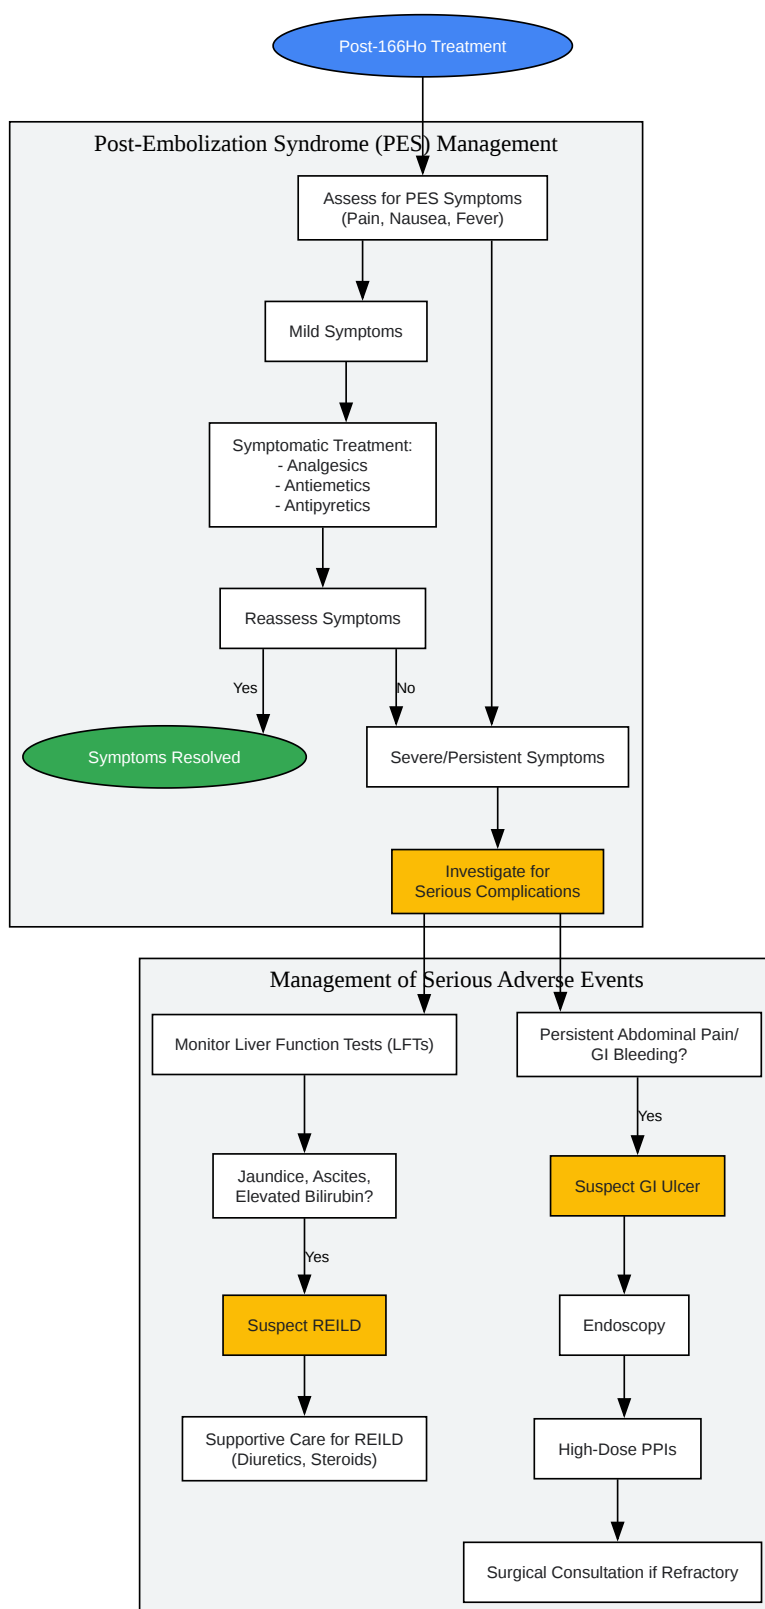 Post-166Ho Treatment
Post-Embolization Syndrome (PES) Management
Assess for PES Symptoms
(Pain, Nausea, Fever)
Mild Symptoms
Symptomatic Treatment:
- Analgesics
- Antiemetics
- Antipyretics
Reassess Symptoms
Yes
No
Symptoms Resolved
Severe/Persistent Symptoms
Investigate for
Serious Complications
Management of Serious Adverse Events
Monitor Liver Function Tests (LFTs)
Persistent Abdominal Pain/
GI Bleeding?
Yes
Jaundice, Ascites,
Elevated Bilirubin?
Suspect GI Ulcer
Yes
Suspect REILD
Endoscopy
Supportive Care for REILD
(Diuretics, Steroids)
High-Dose PPIs
Surgical Consultation if Refractory